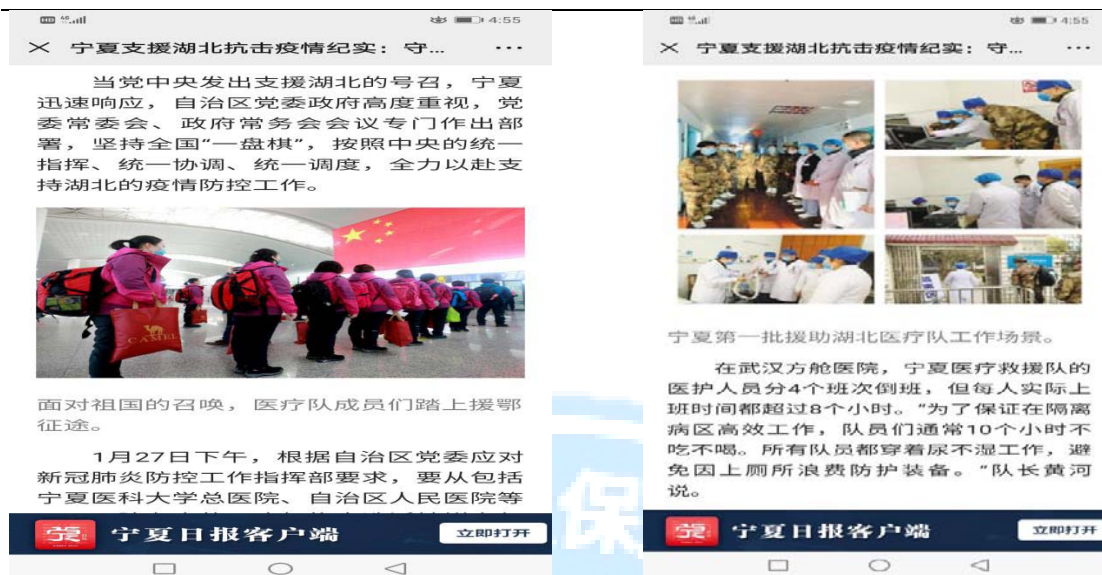 HD 46 4:55
宁夏支援湖北抗击疫情纪实：守...
当党中央发出支援湖北的号召，宁夏
迅速响应，自治区党委政府高度重视，党
委常委会、政府常务会会议专门作出部
署，坚持全国“一盘棋”，按照中央的统一
指挥、统一协调、统一调度，全力以赴支
持湖北的疫情防控工作。
CAMEL
面对祖国的召唤，医疗队成员们踏上援鄂
征途。
1月27日下午，根据自治区党委应对
新冠肺炎防控工作指挥部要求，要从包括
宁夏医科大学总医院、自治区人民医院等
宁夏日报客户端
立即打开
HD 4:55
宁夏支援湖北抗击疫情纪实：守...
宁夏第一批援助湖北医疗队工作场景。
在武汉方舱医院，宁夏医疗救援队的
医护人员分4个班次倒班，但每人实际上
班时间都超过8个小时。“为了保证在隔离
病区高效工作，队员们通常10个小时不
吃不喝。所有队员都穿着尿不湿工作，避
免因上厕所浪费防护装备。“队长黄河
说。
宁夏日报客户端
立即打开
保